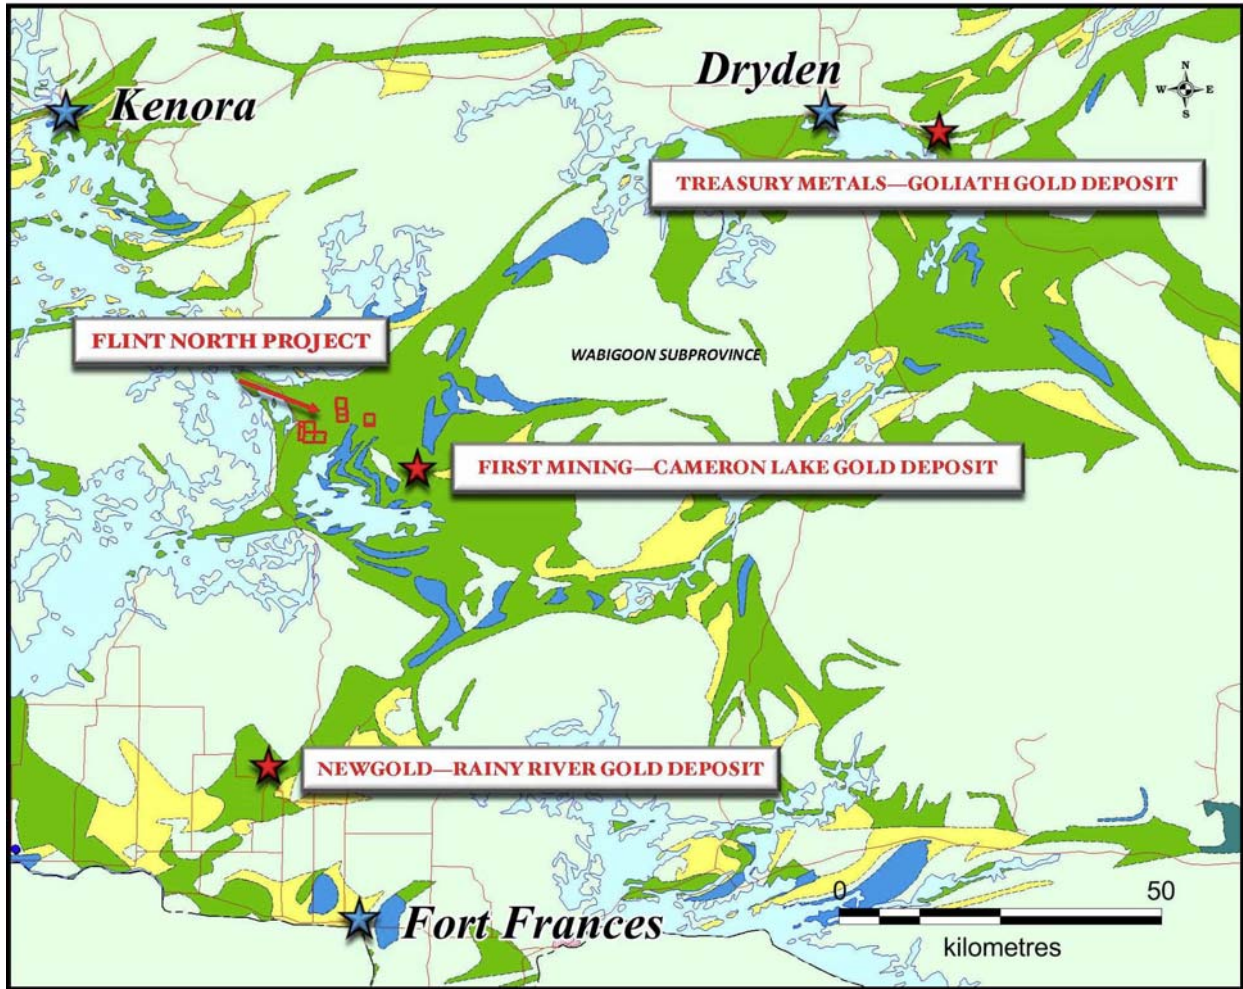 Dryden
Kenora
N
W E
S
TREASURY METALS—GOLIATH GOLD DEPOSIT
FLINT NORTH PROJECT
WABIGOON SUBPROVINCE
FIRST MINING—CAMERON LAKE GOLD DEPOSIT
NEWGOLD—RAINY RIVER GOLD DEPOSIT
Fort Frances
0 50
kilometres